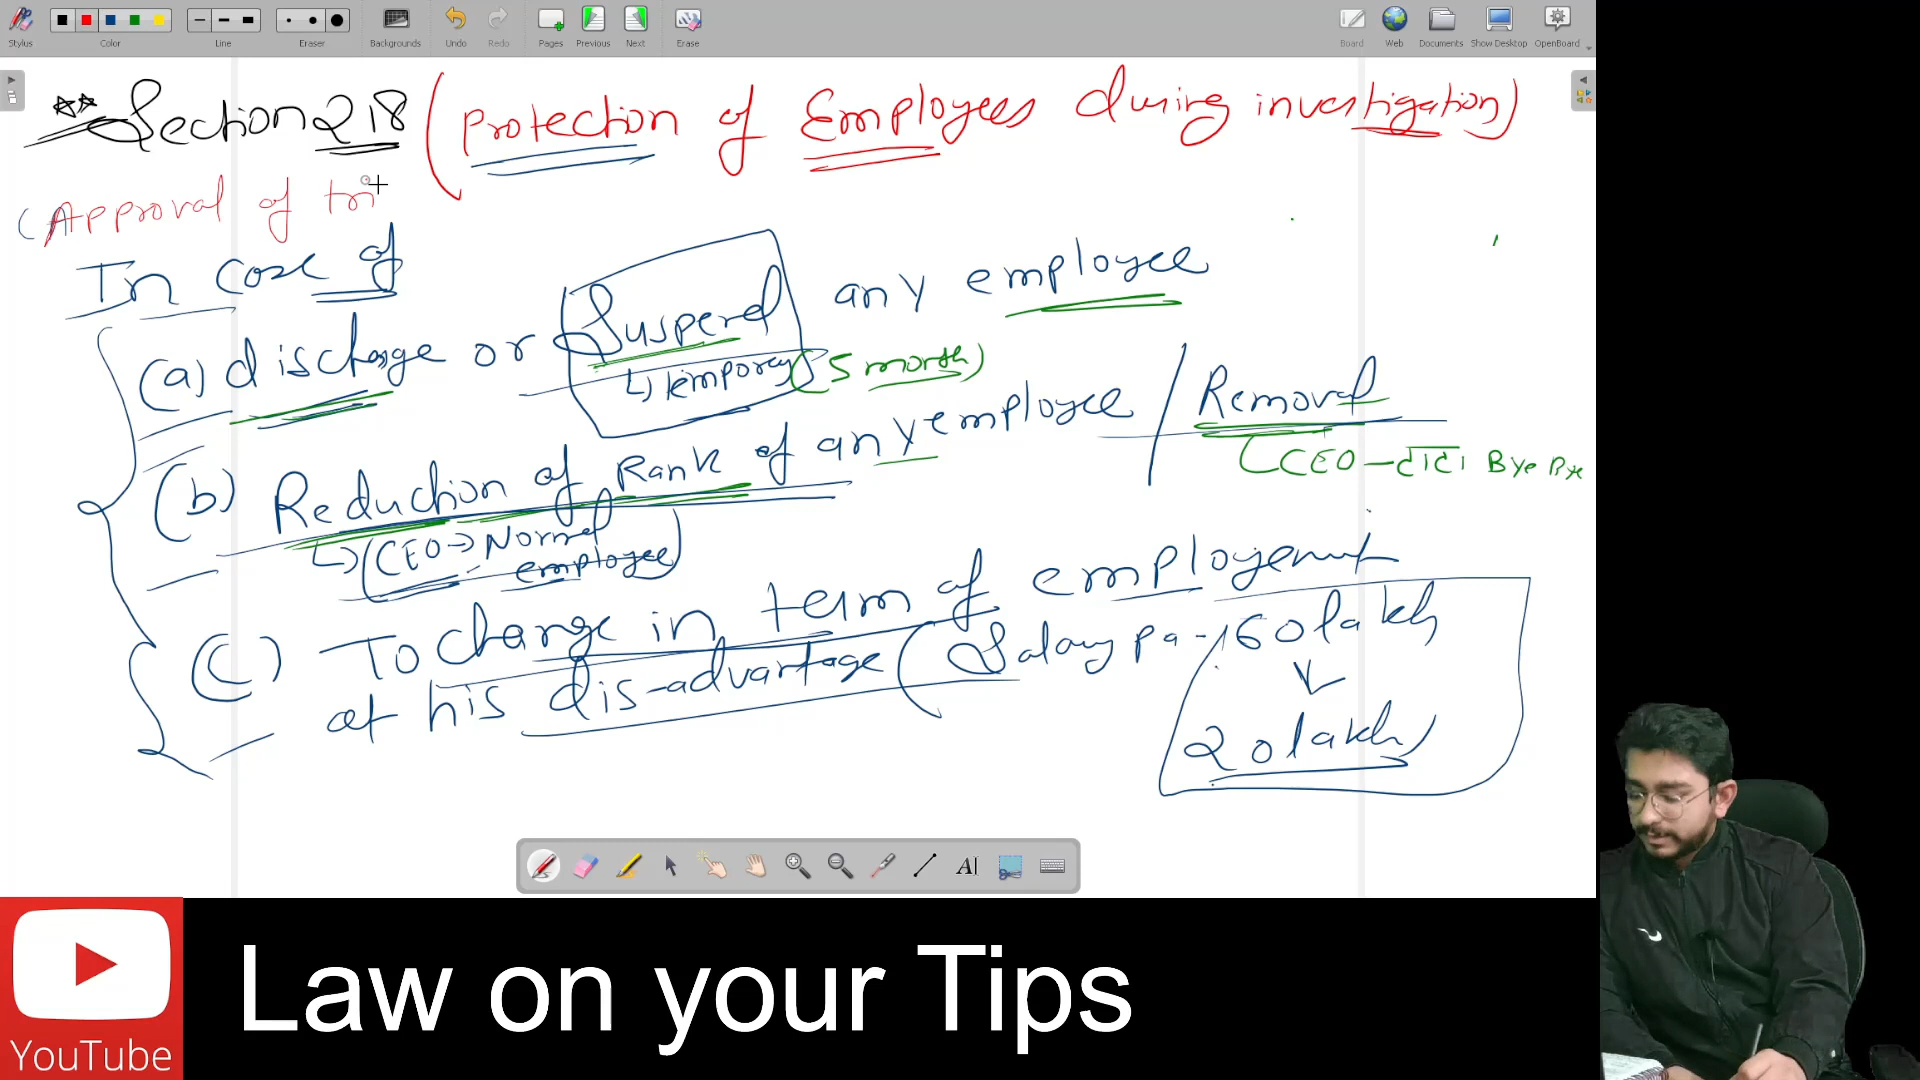 Stylus Color Line Eraser Backgrounds Undo Redo Pages Previous Next Erase Board Web Documents Show Desktop OpenBoard
Section 218 (Protection of Employees during investigation)
(Approval of tri
In case of
(a) discharge or Suspend any employee
↳ temporary (5 month)
(b) Reduction of Rank of any employee / Removal
(CEO - टाटा Bye Bye
↳ (CEO → Normal employee)
(C) To change in term of employemnt
at his dis-advantage (Salary pa - 160 lakh
↓
20 lakh)
YouTube
Law on your Tips